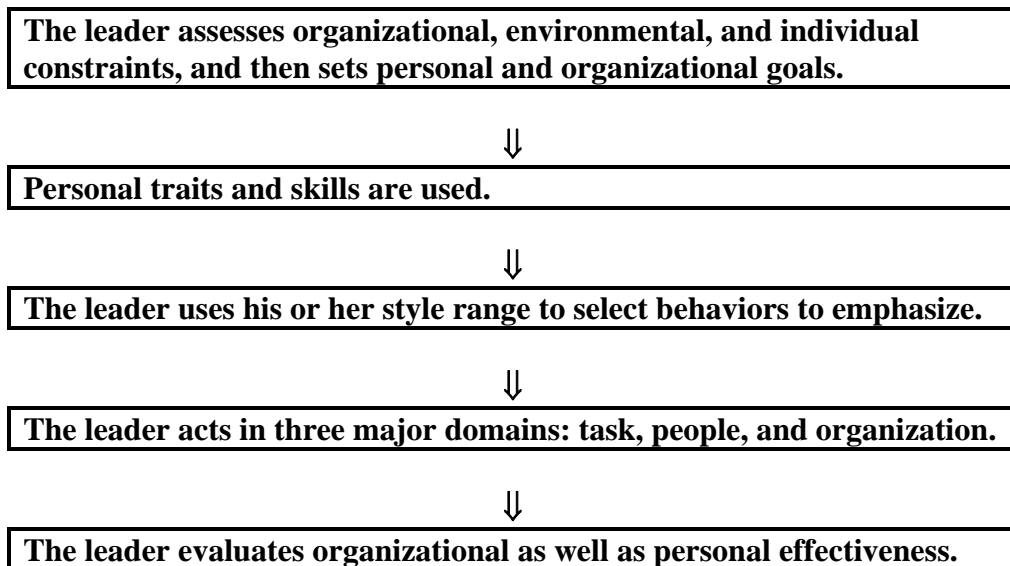 The leader assesses organizational, environmental, and individual
constraints, and then sets personal and organizational goals.
⇓
Personal traits and skills are used.
⇓
The leader uses his or her style range to select behaviors to emphasize.
⇓
The leader acts in three major domains: task, people, and organization.
⇓
The leader evaluates organizational as well as personal effectiveness.